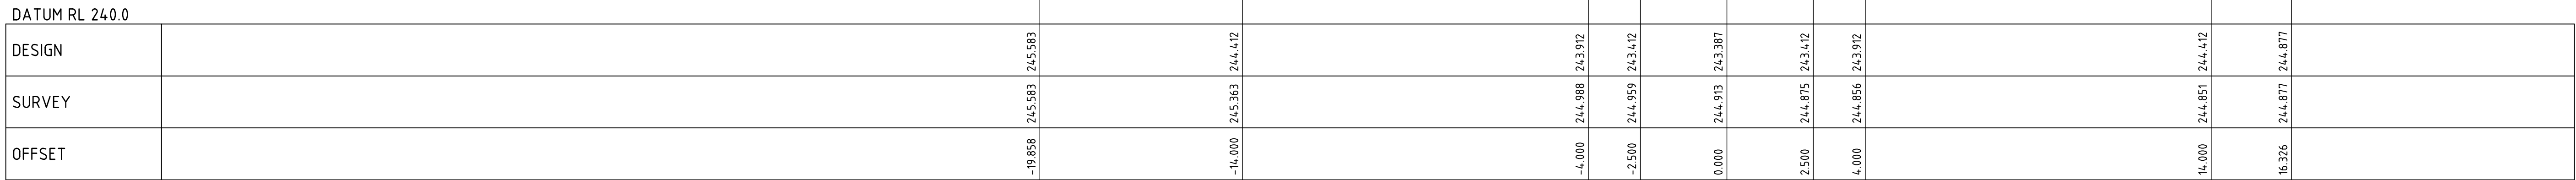 DATUM RL 240.0
DESIGN 245.583 244.412 243.912 243.412 243.387 243.412 243.912 244.412 244.877
SURVEY 245.583 245.363 244.988 244.959 244.913 244.875 244.856 244.851 244.877
OFFSET -19.858 -14.000 -4.000 -2.500 0.000 2.500 4.000 14.000 16.326